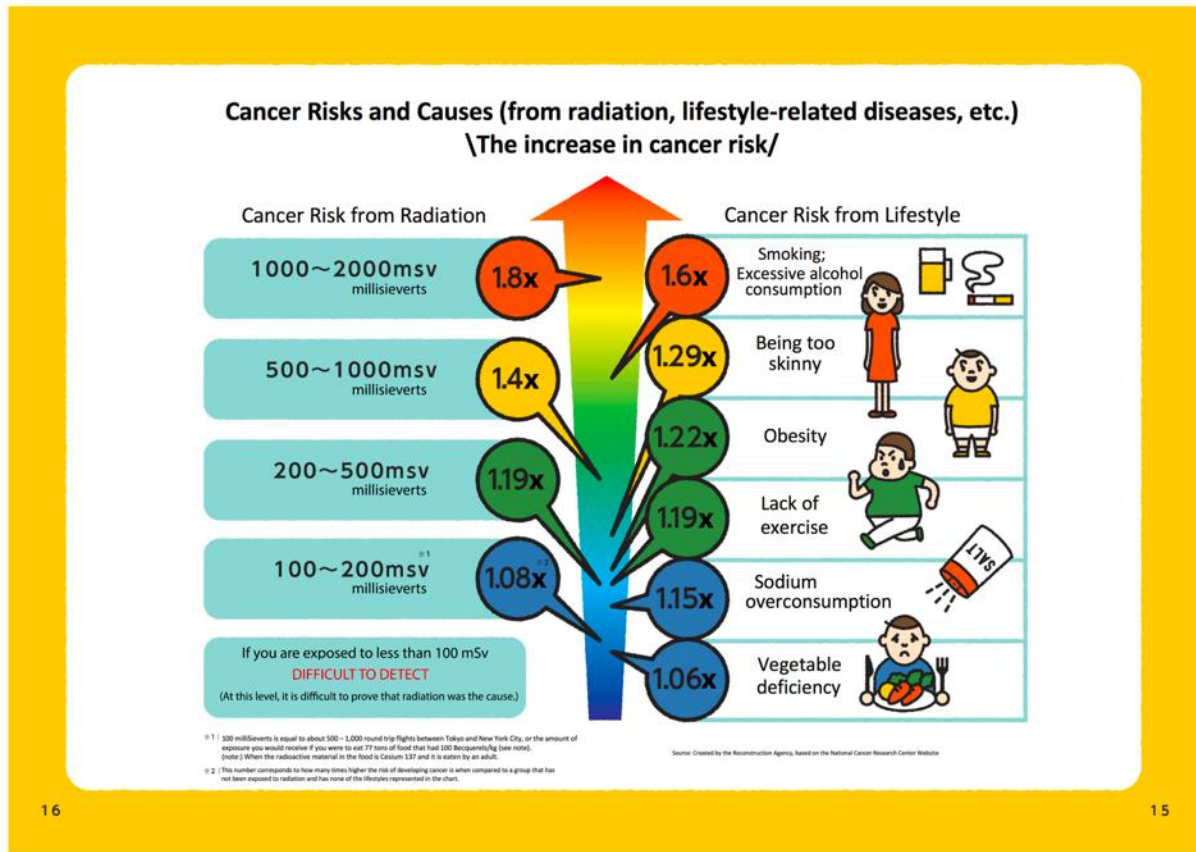 Cancer Risks and Causes (from radiation, lifestyle-related diseases, etc.)
\The increase in cancer risk/
Cancer Risk from Radiation
1000～2000msv
millisieverts
1.8x
500～1000msv
millisieverts
1.4x
200～500msv
millisieverts
1.19x
100～200msv ※1
millisieverts
1.08x ※2
If you are exposed to less than 100 mSv
DIFFICULT TO DETECT
(At this level, it is difficult to prove that radiation was the cause.)
Cancer Risk from Lifestyle
1.6x
Smoking;
Excessive alcohol
consumption
1.29x
Being too
skinny
1.22x
Obesity
1.19x
Lack of
exercise
1.15x
Sodium
overconsumption
SALT
1.06x
Vegetable
deficiency
※1 : 100 milliSieverts is equal to about 500 – 1,000 round trip flights between Tokyo and New York City, or the amount of
exposure you would receive if you were to eat 77 tons of food that had 100 Becquerels/kg (see note).
(note:) When the radioactive material in the food is Cesium 137 and it is eaten by an adult.
※2 : This number corresponds to how many times higher the risk of developing cancer is when compared to a group that has
not been exposed to radiation and has none of the lifestyles represented in the chart.
Source: Created by the Reconstruction Agency, based on the National Cancer Research Center Website
16
15